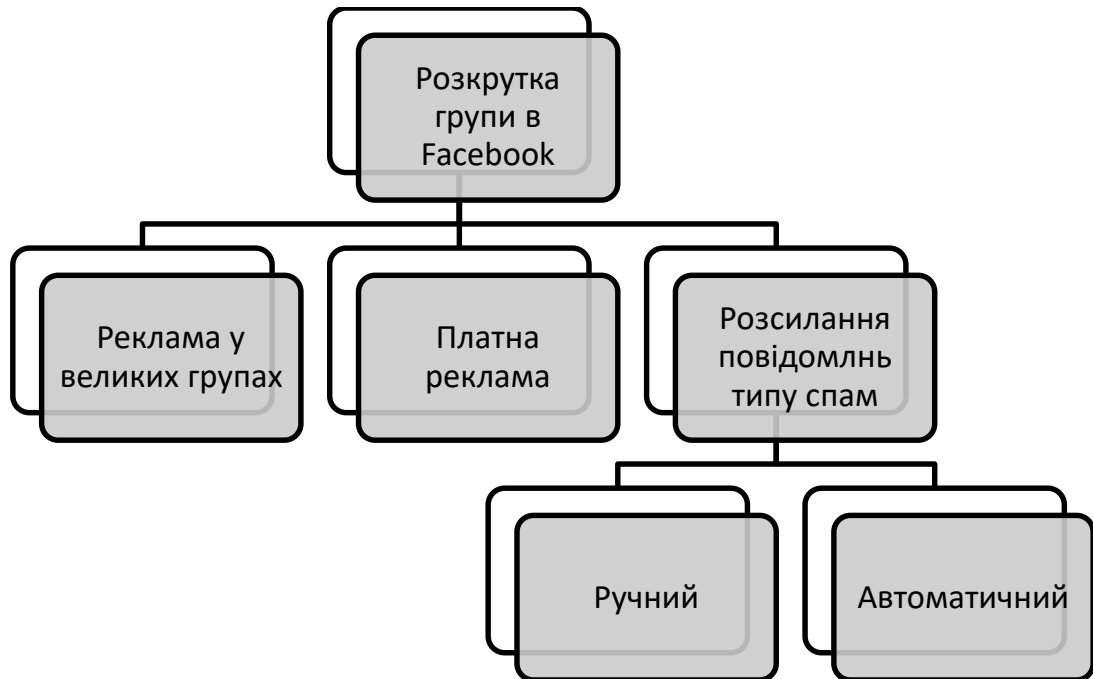 Розкрутка
групи в
Facebook
Реклама у
великих групах
Платна
реклама
Розсилання
повідомлнь
типу спам
Ручний
Автоматичний